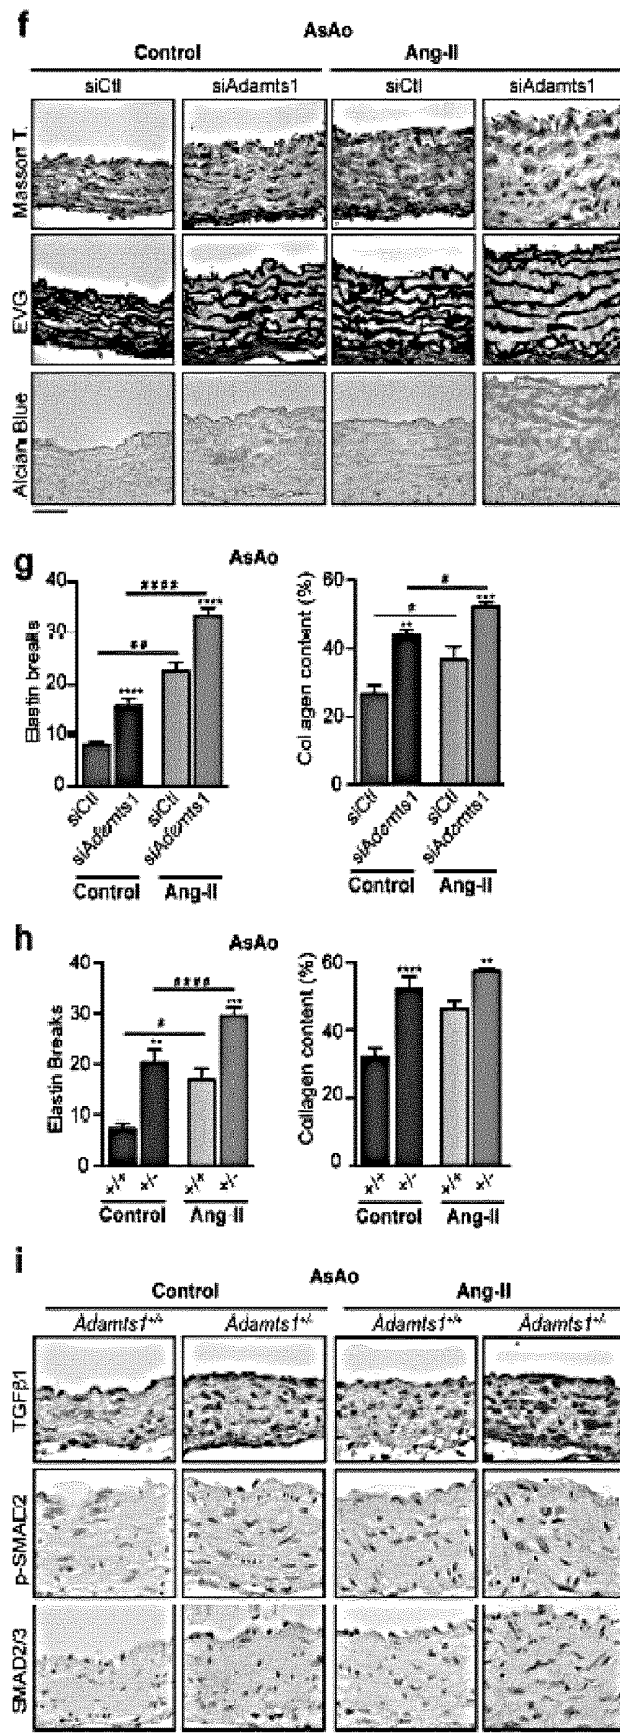 f
AsAo
Control Ang-II
siCtl siAdamts1 siCtl siAdamts1
Masson T.
EVG
Alcian Blue
g AsAo
Elastin breaks
40
30
20
10
0
## #### ****  ****
siCtl siAdamts1 siCtl siAdamts1
Control Ang-II
Collagen content (%)
60
40
20
0
# # ** ***
siCtl siAdamts1 siCtl siAdamts1
Control Ang-II
h AsAo
Elastin Breaks
40
30
20
10
0
# #### ** ***
+/+ +/- +/+ +/-
Control Ang-II
Collagen content (%)
60
40
20
0
**** **
+/+ +/- +/+ +/-
Control Ang-II
ii AsAo
Control Ang-II
Adamts1+/+ Adamts1+/- Adamts1+/+ Adamts1+/-
TGFβ1
p-SMAD2
SMAD2/3